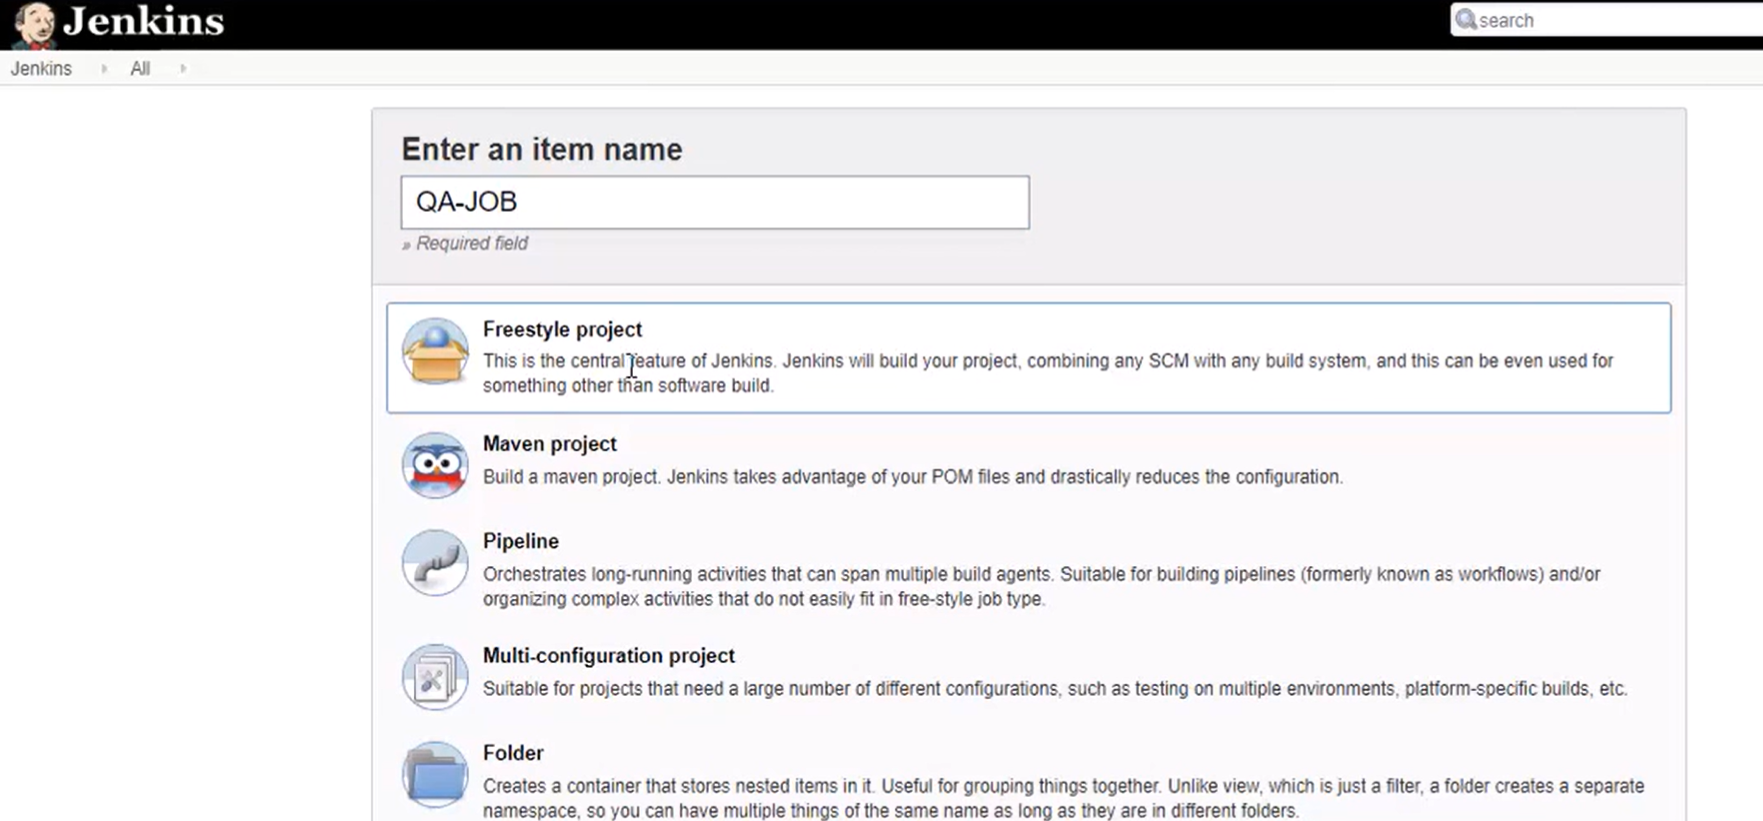 Jenkins
search
Jenkins All
Enter an item name
QA-JOB
» Required field
Freestyle project
This is the central feature of Jenkins. Jenkins will build your project, combining any SCM with any build system, and this can be even used for
something other than software build.
Maven project
Build a maven project. Jenkins takes advantage of your POM files and drastically reduces the configuration.
Pipeline
Orchestrates long-running activities that can span multiple build agents. Suitable for building pipelines (formerly known as workflows) and/or
organizing complex activities that do not easily fit in free-style job type.
Multi-configuration project
Suitable for projects that need a large number of different configurations, such as testing on multiple environments, platform-specific builds, etc.
Folder
Creates a container that stores nested items in it. Useful for grouping things together. Unlike view, which is just a filter, a folder creates a separate
namespace, so you can have multiple things of the same name as long as they are in different folders.